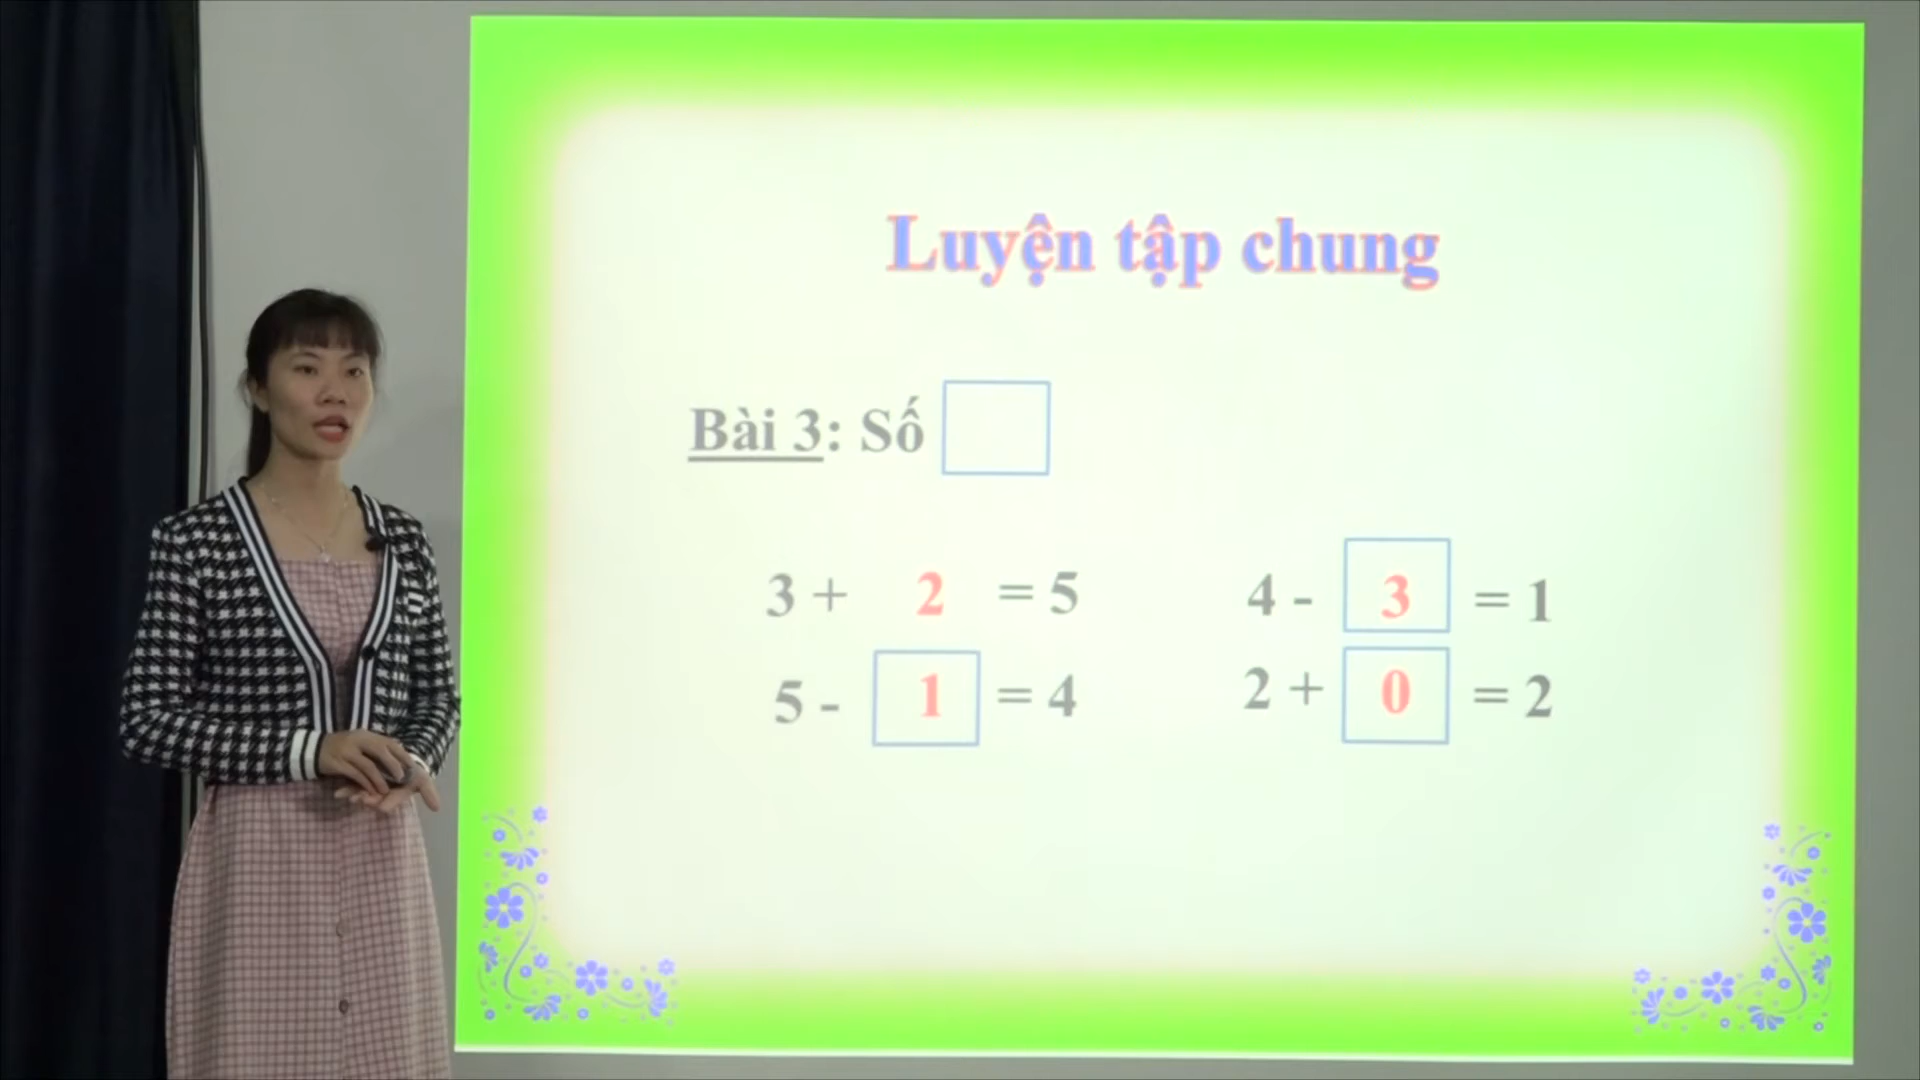 Luyện tập chung
Bài 3: Số
3 + 2 = 5
4 - 3 = 1
5 - 1 = 4
2 + 0 = 2